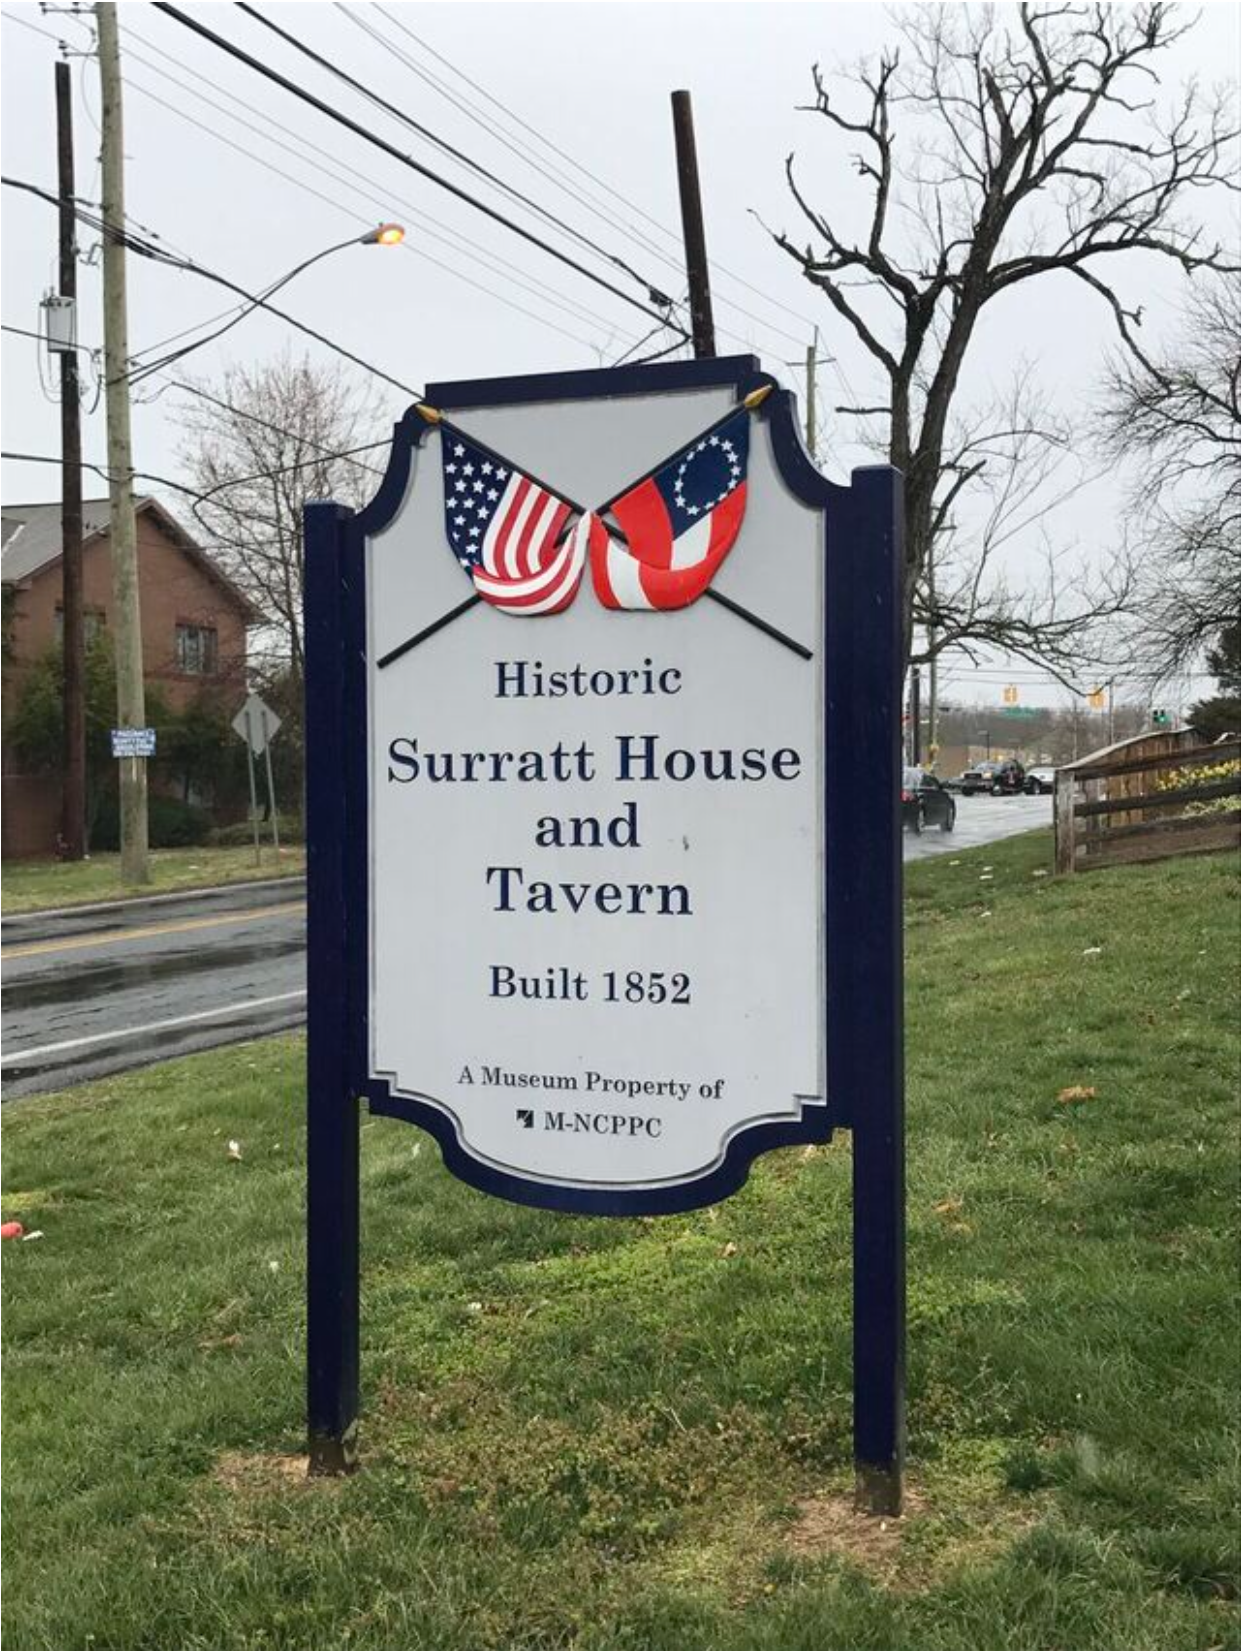 Historic
Surratt House
and
Tavern
Built 1852
A Museum Property of
M-NCPPC